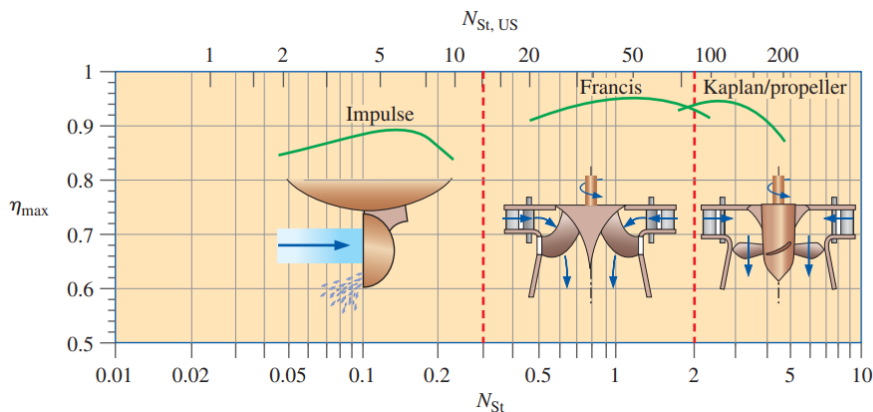 N_St, US
1 2 5 10 20 50 100 200
1
Impulse Francis Kaplan/propeller
0.9
0.8
η_max
0.7
0.6
0.5
0.01 0.02 0.05 0.1 0.2 0.5 1 2 5 10
N_St